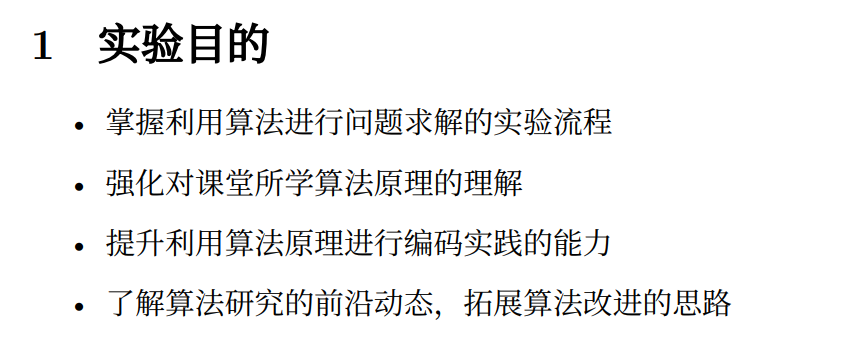 1 实验目的
• 掌握利用算法进行问题求解的实验流程
• 强化对课堂所学算法原理的理解
• 提升利用算法原理进行编码实践的能力
• 了解算法研究的前沿动态，拓展算法改进的思路